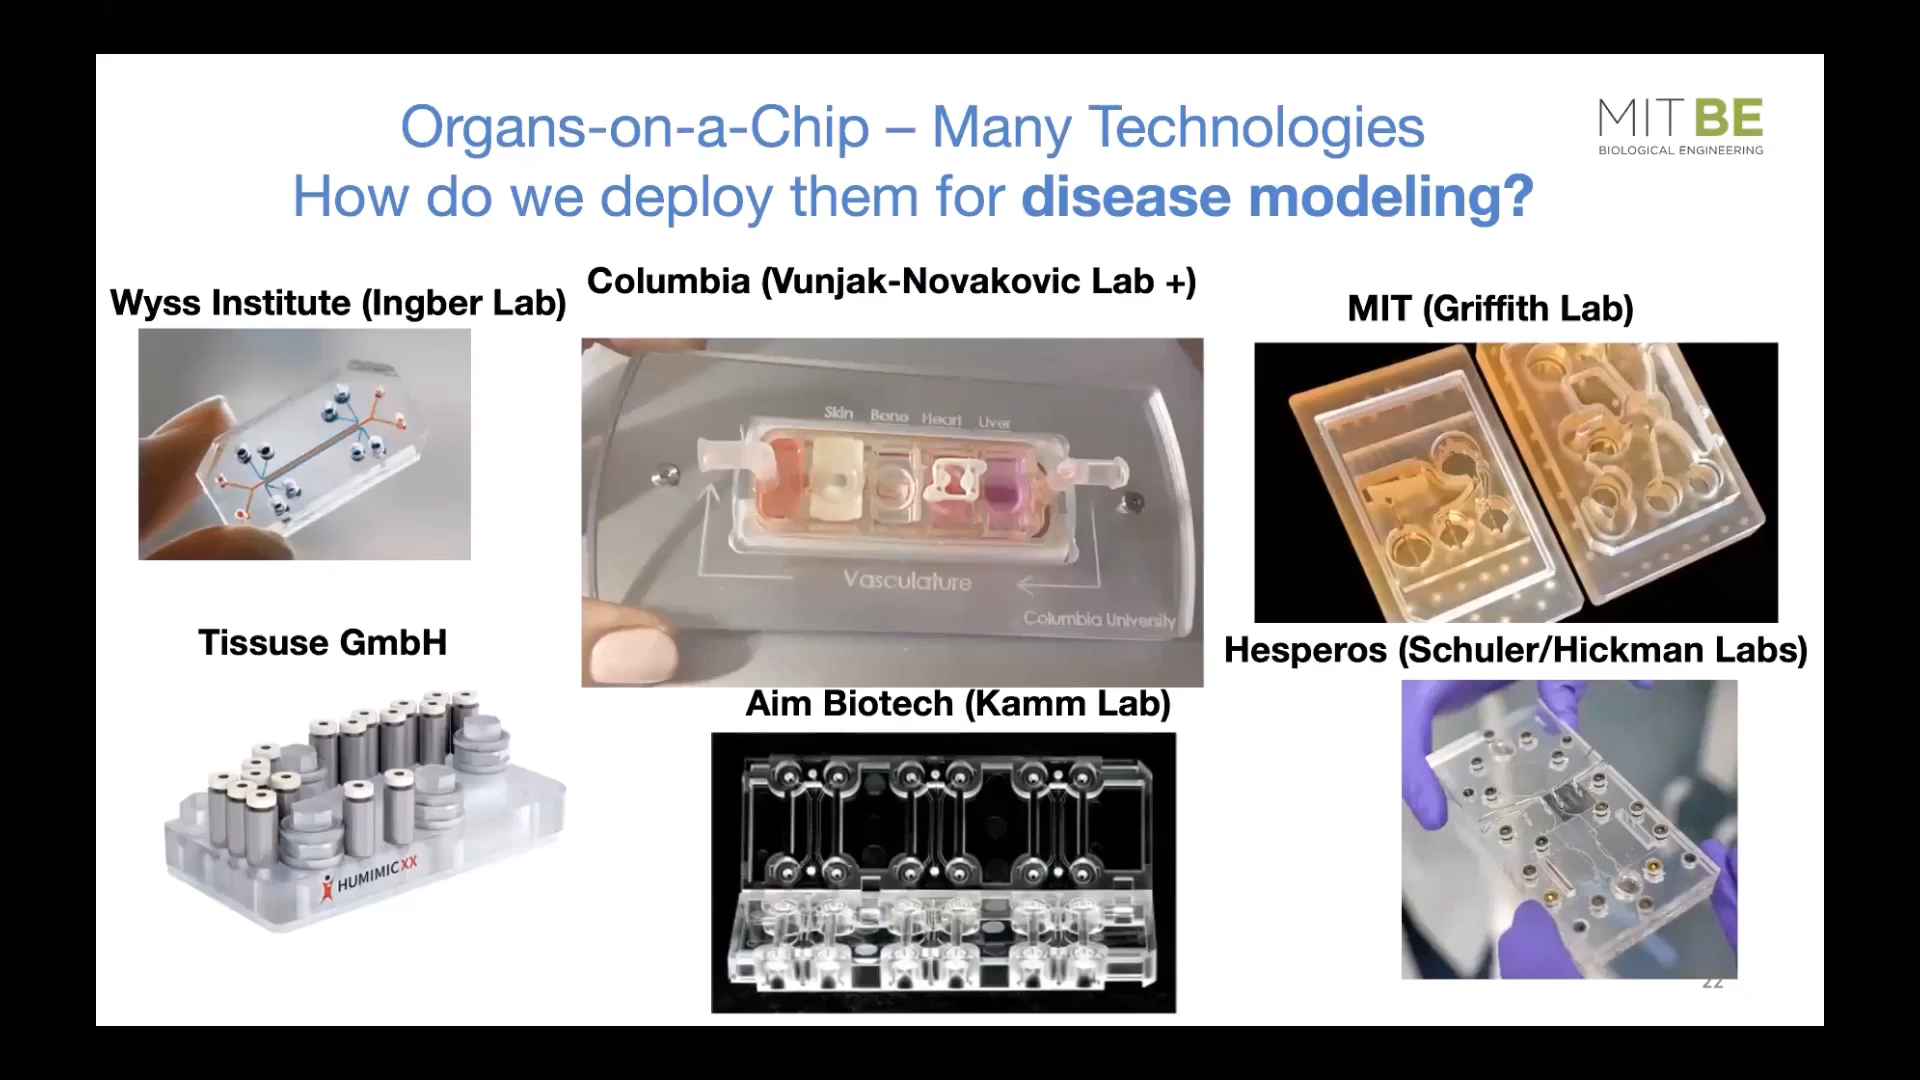 Organs-on-a-Chip – Many Technologies
How do we deploy them for disease modeling?
MIT BE
BIOLOGICAL ENGINEERING
Wyss Institute (Ingber Lab)
Columbia (Vunjak-Novakovic Lab +)
MIT (Griffith Lab)
Skin Bone Heart Liver
Vasculature
Columbia University
Tissuse GmbH
Hesperos (Schuler/Hickman Labs)
Aim Biotech (Kamm Lab)
HUMIMIC XX
22